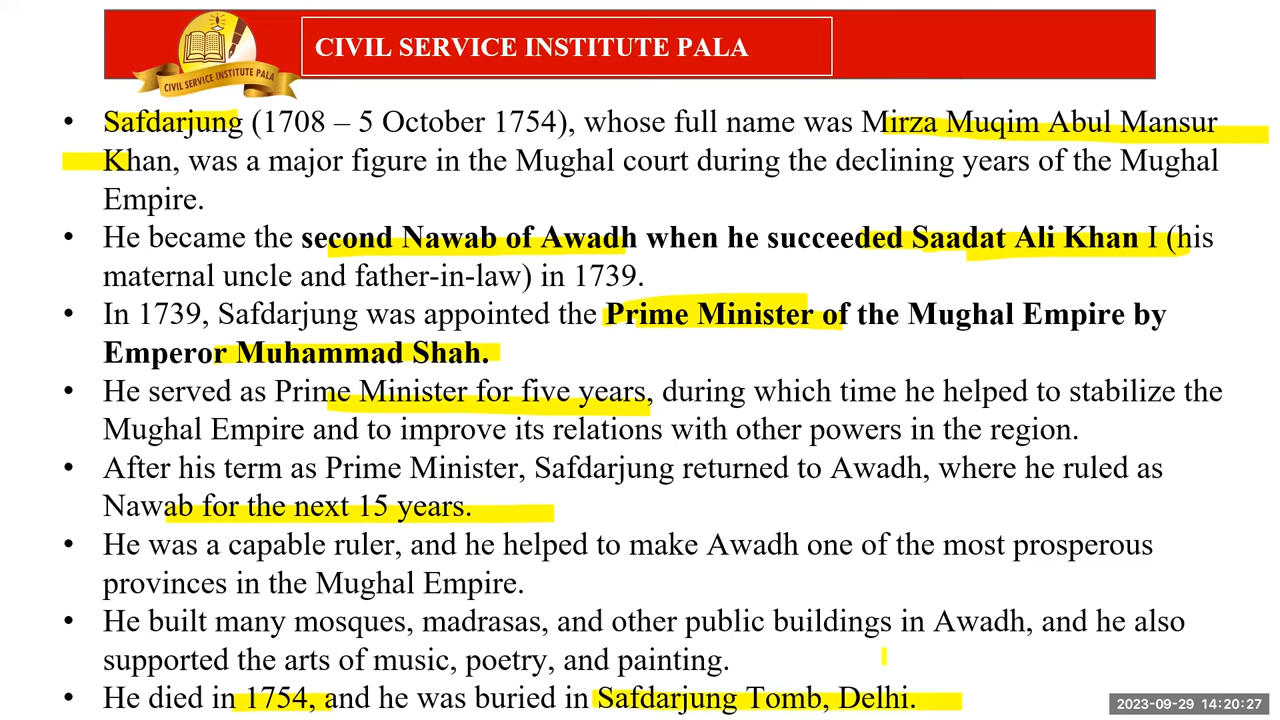 CIVIL SERVICE INSTITUTE PALA
CIVIL SERVICE INSTITUTE PALA
• Safdarjung (1708 – 5 October 1754), whose full name was Mirza Muqim Abul Mansur
Khan, was a major figure in the Mughal court during the declining years of the Mughal
Empire.
• He became the second Nawab of Awadh when he succeeded Saadat Ali Khan I (his
maternal uncle and father-in-law) in 1739.
• In 1739, Safdarjung was appointed the Prime Minister of the Mughal Empire by
Emperor Muhammad Shah.
• He served as Prime Minister for five years, during which time he helped to stabilize the
Mughal Empire and to improve its relations with other powers in the region.
• After his term as Prime Minister, Safdarjung returned to Awadh, where he ruled as
Nawab for the next 15 years.
• He was a capable ruler, and he helped to make Awadh one of the most prosperous
provinces in the Mughal Empire.
• He built many mosques, madrasas, and other public buildings in Awadh, and he also
supported the arts of music, poetry, and painting.
• He died in 1754, and he was buried in Safdarjung Tomb, Delhi.
2023-09-29 14:20:27